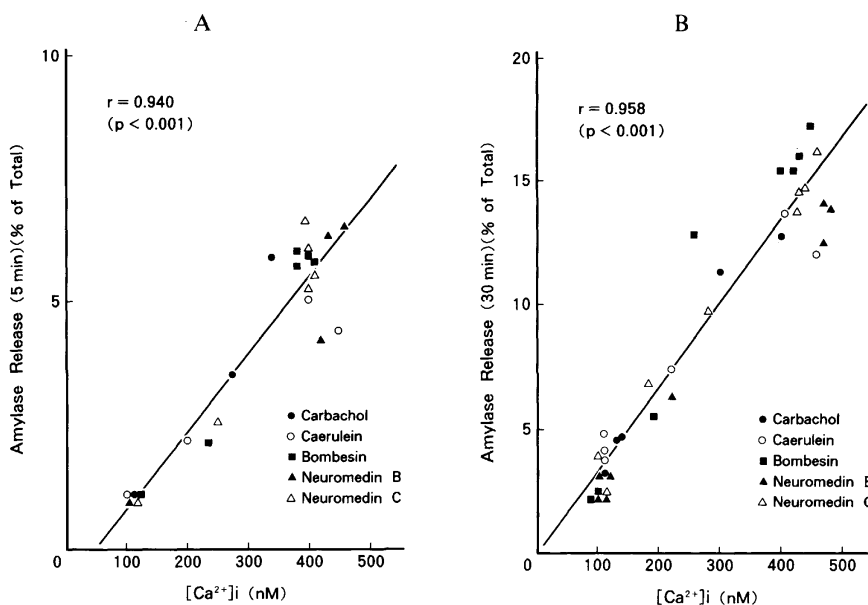 A
10
r = 0.940
(p < 0.001)
Amylase Release (5 min) (% of Total)
5
● Carbachol
○ Caerulein
■ Bombesin
▲ Neuromedin B
△ Neuromedin C
0
100
200
300
400
500
[Ca²⁺]i (nM)
B
20
r = 0.958
(p < 0.001)
15
Amylase Release (30 min) (% of Total)
10
5
● Carbachol
○ Caerulein
■ Bombesin
▲ Neuromedin
△ Neuromedin
0
100
200
300
400
500
[Ca²⁺]i (nM)